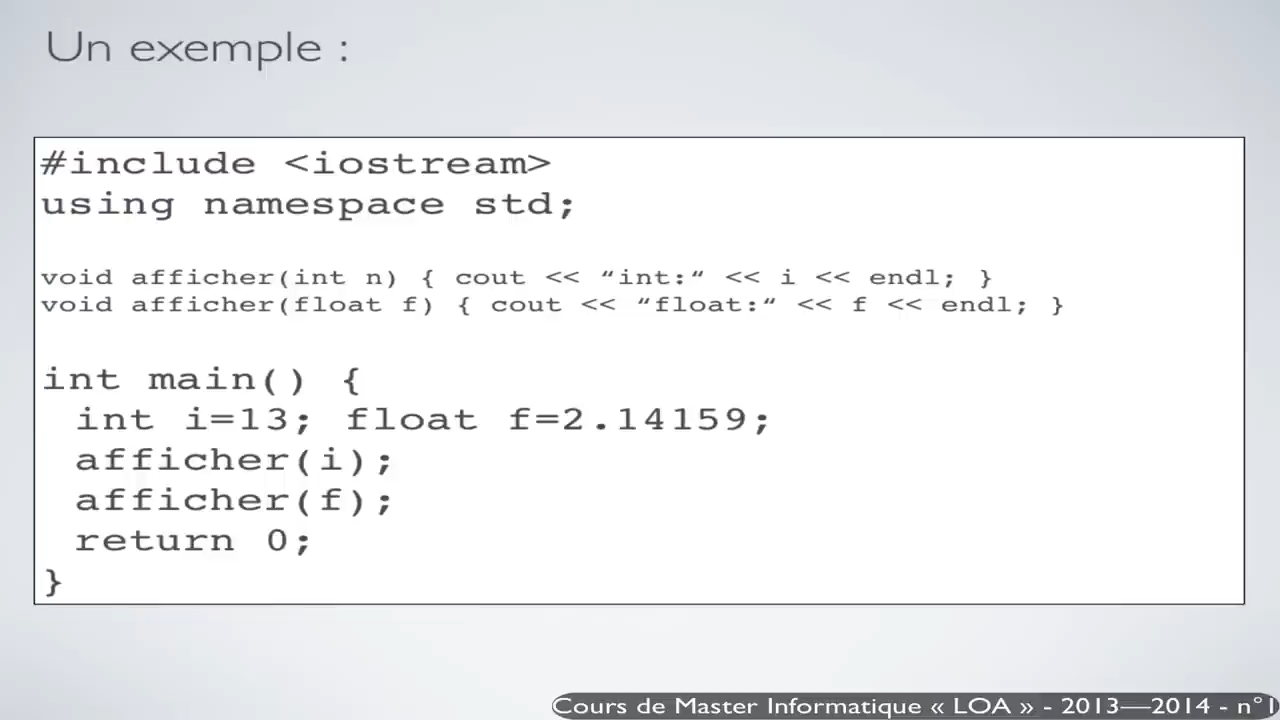 Un exemple :
#include <iostream>
using namespace std;
void afficher(int n) { cout << “int:“ << i << endl; }
void afficher(float f) { cout << “float:“ << f << endl; }
int main() {
int i=13; float f=2.14159;
afficher(i);
afficher(f);
return 0;
}
Cours de Master Informatique « LOA » - 2013—2014 - n°1